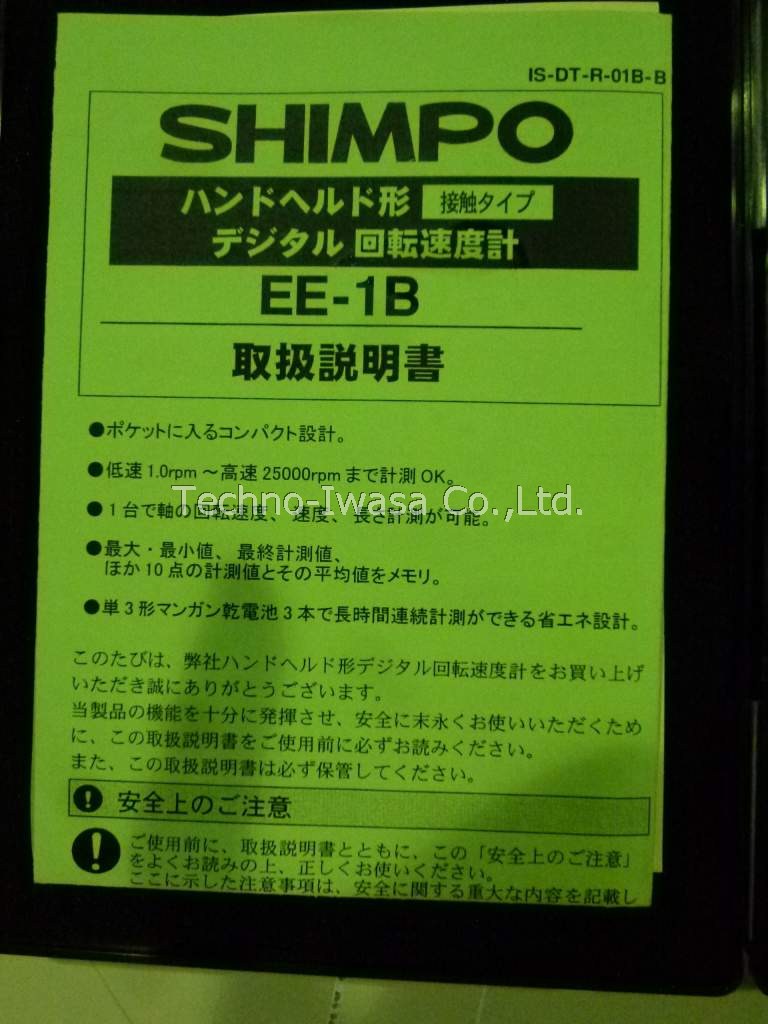 IS-DT-R-01B-B
SHIMPO
ハンドヘルド形 接触タイプ
デジタル 回転速度計
EE-1B
取扱説明書
●ポケットに入るコンパクト設計。
●低速1.0rpm～高速25000rpmまで計測OK。
Techno-Iwasa Co.,Ltd.
●1台で軸の回転速度、速度、長さ計測が可能。
●最大・最小値、最終計測値、
ほか10点の計測値とその平均値をメモリ。
●単3形マンガン乾電池3本で長時間連続計測ができる省エネ設計。
このたびは、弊社ハンドヘルド形デジタル回転速度計をお買い上げ
いただき誠にありがとうございます。
当製品の機能を十分に発揮させ、安全に末永くお使いいただくため
に、この取扱説明書をご使用前に必ずお読みください。
また、この取扱説明書は必ず保管してください。
安全上のご注意
ご使用前に、取扱説明書とともに、この「安全上のご注意」
をよくお読みの上、正しくお使いください。
ここに示した注意事項は、安全に関する重大な内容を記載し